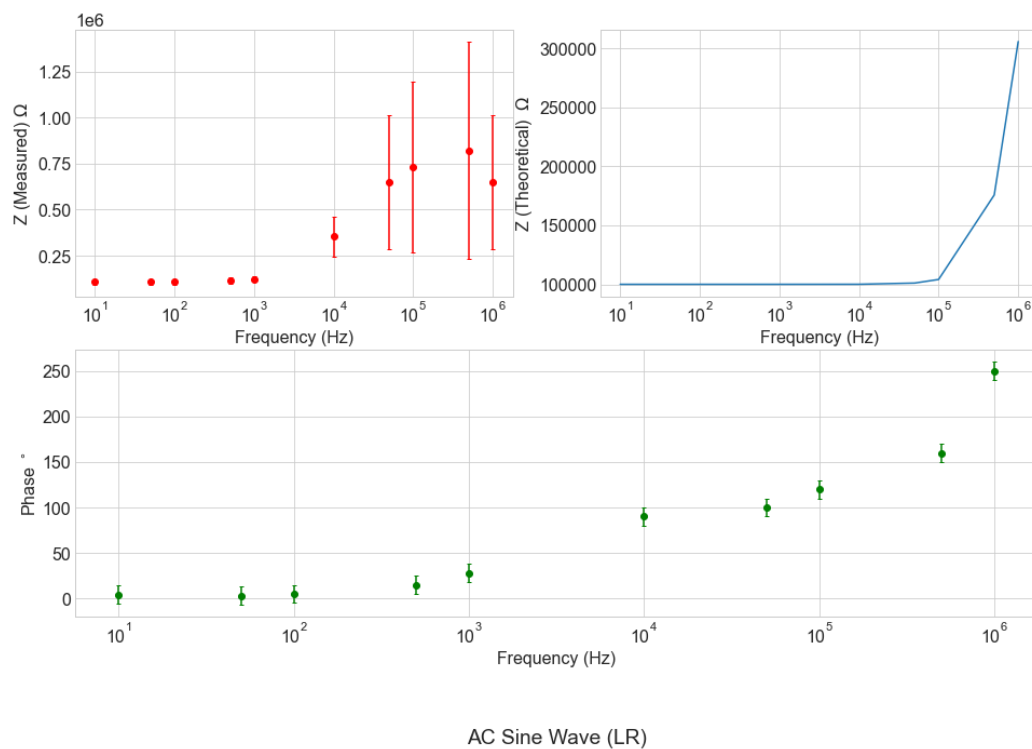 1e6
Z (Measured) Ω
1.25
1.00
0.75
0.50
0.25
10¹ 10² 10³ 10⁴ 10⁵ 10⁶
Frequency (Hz)
Z (Theoretical) Ω
300000
250000
200000
150000
100000
10¹ 10² 10³ 10⁴ 10⁵ 10⁶
Frequency (Hz)
Phase °
250
200
150
100
50
0
10¹ 10² 10³ 10⁴ 10⁵ 10⁶
Frequency (Hz)
AC Sine Wave (LR)